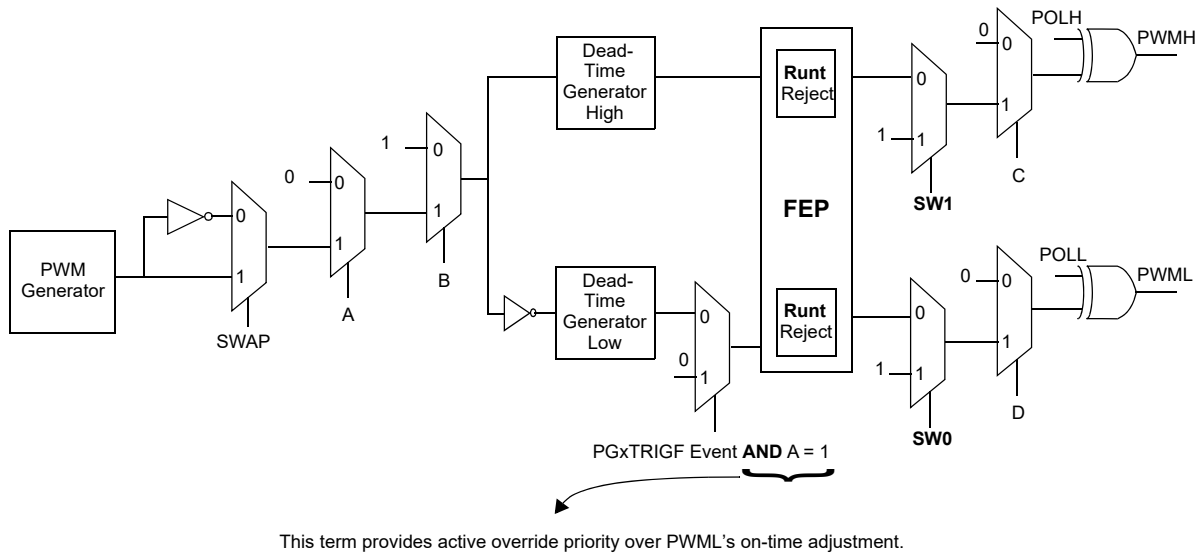 POLH
PWMH
0
0
1
C
Dead-
Time
Generator
High
Runt
Reject
0
1
1
SW1
1
0
1
B
0
0
1
A
0
1
SWAP
PWM
Generator
FEP
POLL
PWML
0
0
1
D
Dead-
Time
Generator
Low
0
0
1
Runt
Reject
0
1
1
SW0
PGxTRIGF Event AND A = 1
This term provides active override priority over PWML's on-time adjustment.